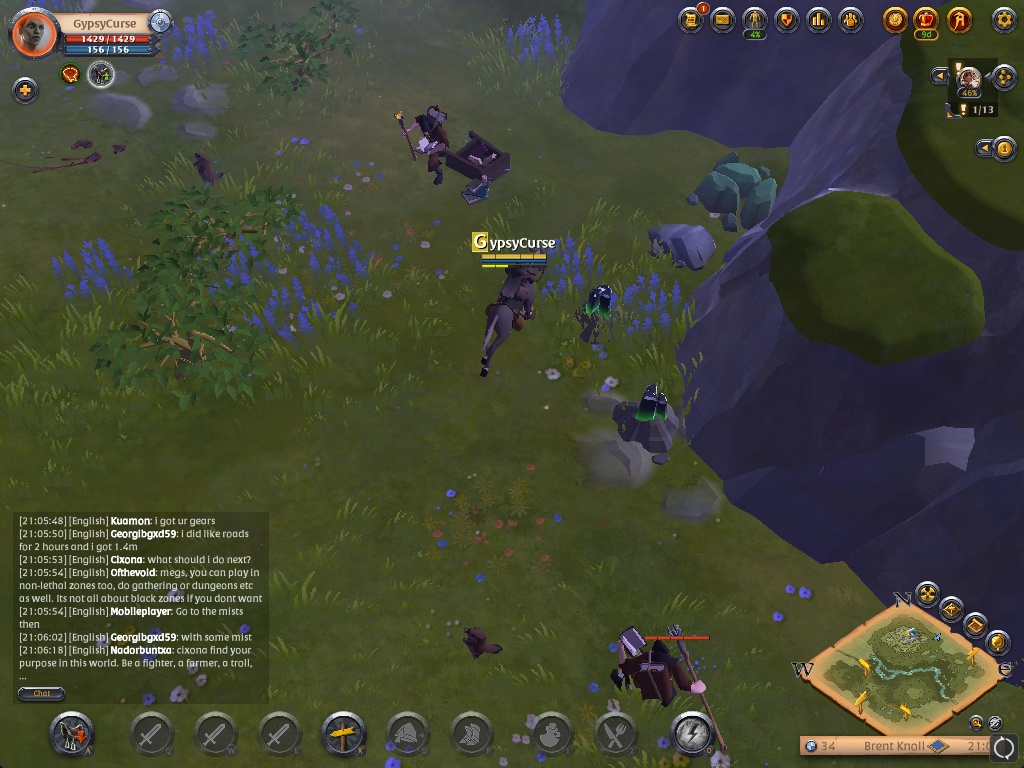 GypsyCurse
1429 / 1429
156 / 156
1
4%
9d
46%
1/13
1
GypsyCurse
[21:05:48] [English] Kuamon: i got ur gears
[21:05:50] [English] Georgibgxd59: i did like roads
for 2 hours and i got 1.4m
[21:05:53] [English] Cixona: what should i do next?
[21:05:54] [English] Ofthevoid: megs, you can play in
non-lethal zones too, do gathering or dungeons etc
as well. Its not all about black zones if you dont want
[21:05:54] [English] Moblieplayer: Go to the mists
then
[21:06:02] [English] Georgibgxd59: with some mist
[21:06:18] [English] Nadorbuntxa: cixona find your
purpose in this world. Be a fighter, a farmer, a troll,
...
Chat
A
Q
W
E
R
N
W
E
34
Brent Knoll